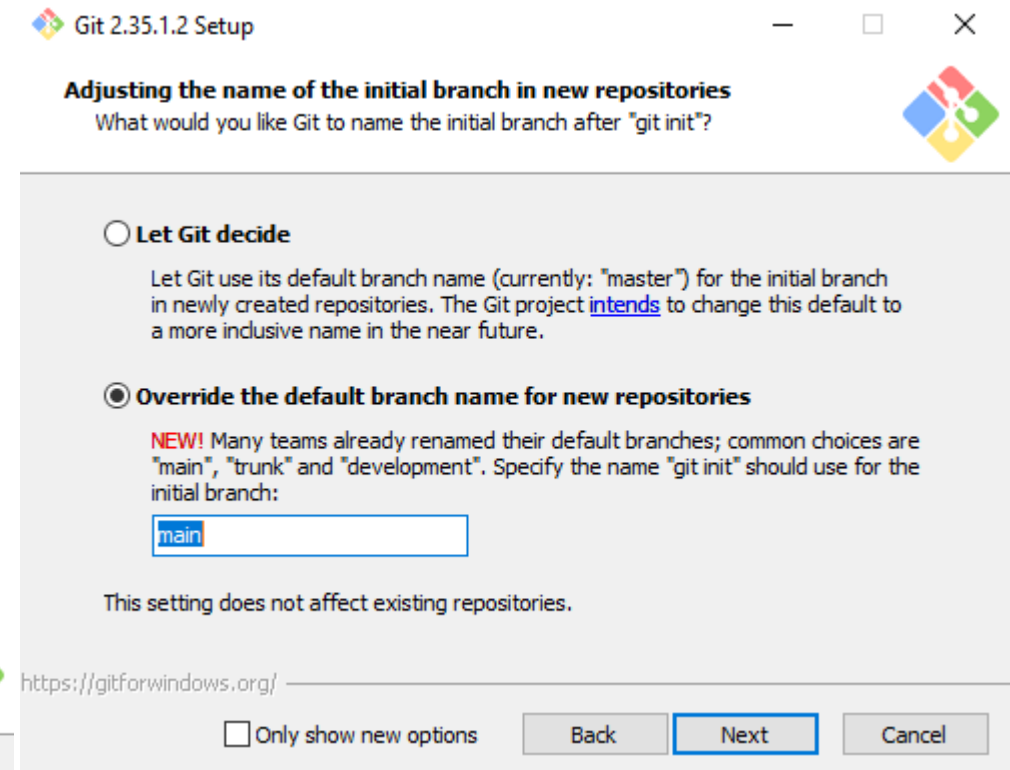 Git 2.35.1.2 Setup
Adjusting the name of the initial branch in new repositories
What would you like Git to name the initial branch after "git init"?
Let Git decide
Let Git use its default branch name (currently: "master") for the initial branch
in newly created repositories. The Git project intends to change this default to
a more inclusive name in the near future.
Override the default branch name for new repositories
NEW! Many teams already renamed their default branches; common choices are
"main", "trunk" and "development". Specify the name "git init" should use for the
initial branch:
main
This setting does not affect existing repositories.
https://gitforwindows.org/
Only show new options Back Next Cancel